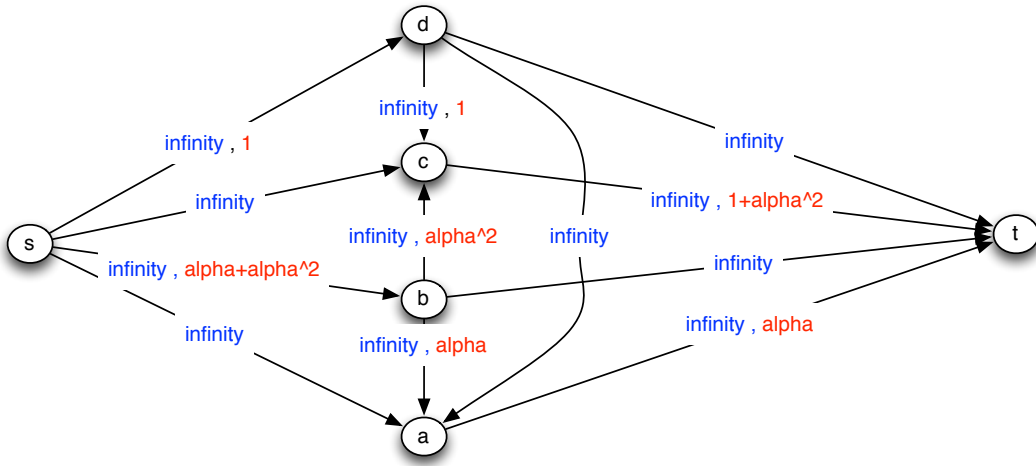 d
infinity , 1
infinity , 1
infinity
c
infinity
infinity , 1+alpha^2
s
infinity , alpha^2
infinity
t
infinity , alpha+alpha^2
infinity
b
infinity
infinity , alpha
infinity , alpha
a